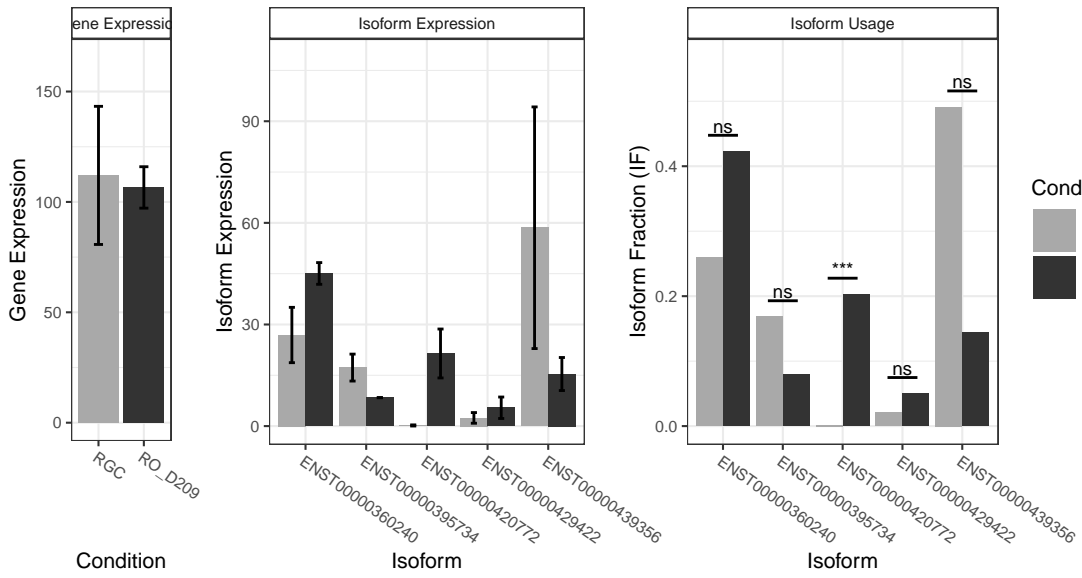 ene Expressio
Gene Expression
150
100
50
0
RGC
RO_D209
Condition
Isoform Expression
Isoform Expression
90
60
30
0
ENST00000360240
ENST00000395734
ENST00000420772
ENST00000429422
ENST00000439356
Isoform
Isoform Usage
Isoform Fraction (IF)
0.4
0.2
0.0
ns
ns
***
ns
ns
ENST00000360240
ENST00000395734
ENST00000420772
ENST00000429422
ENST00000439356
Isoform
Cond